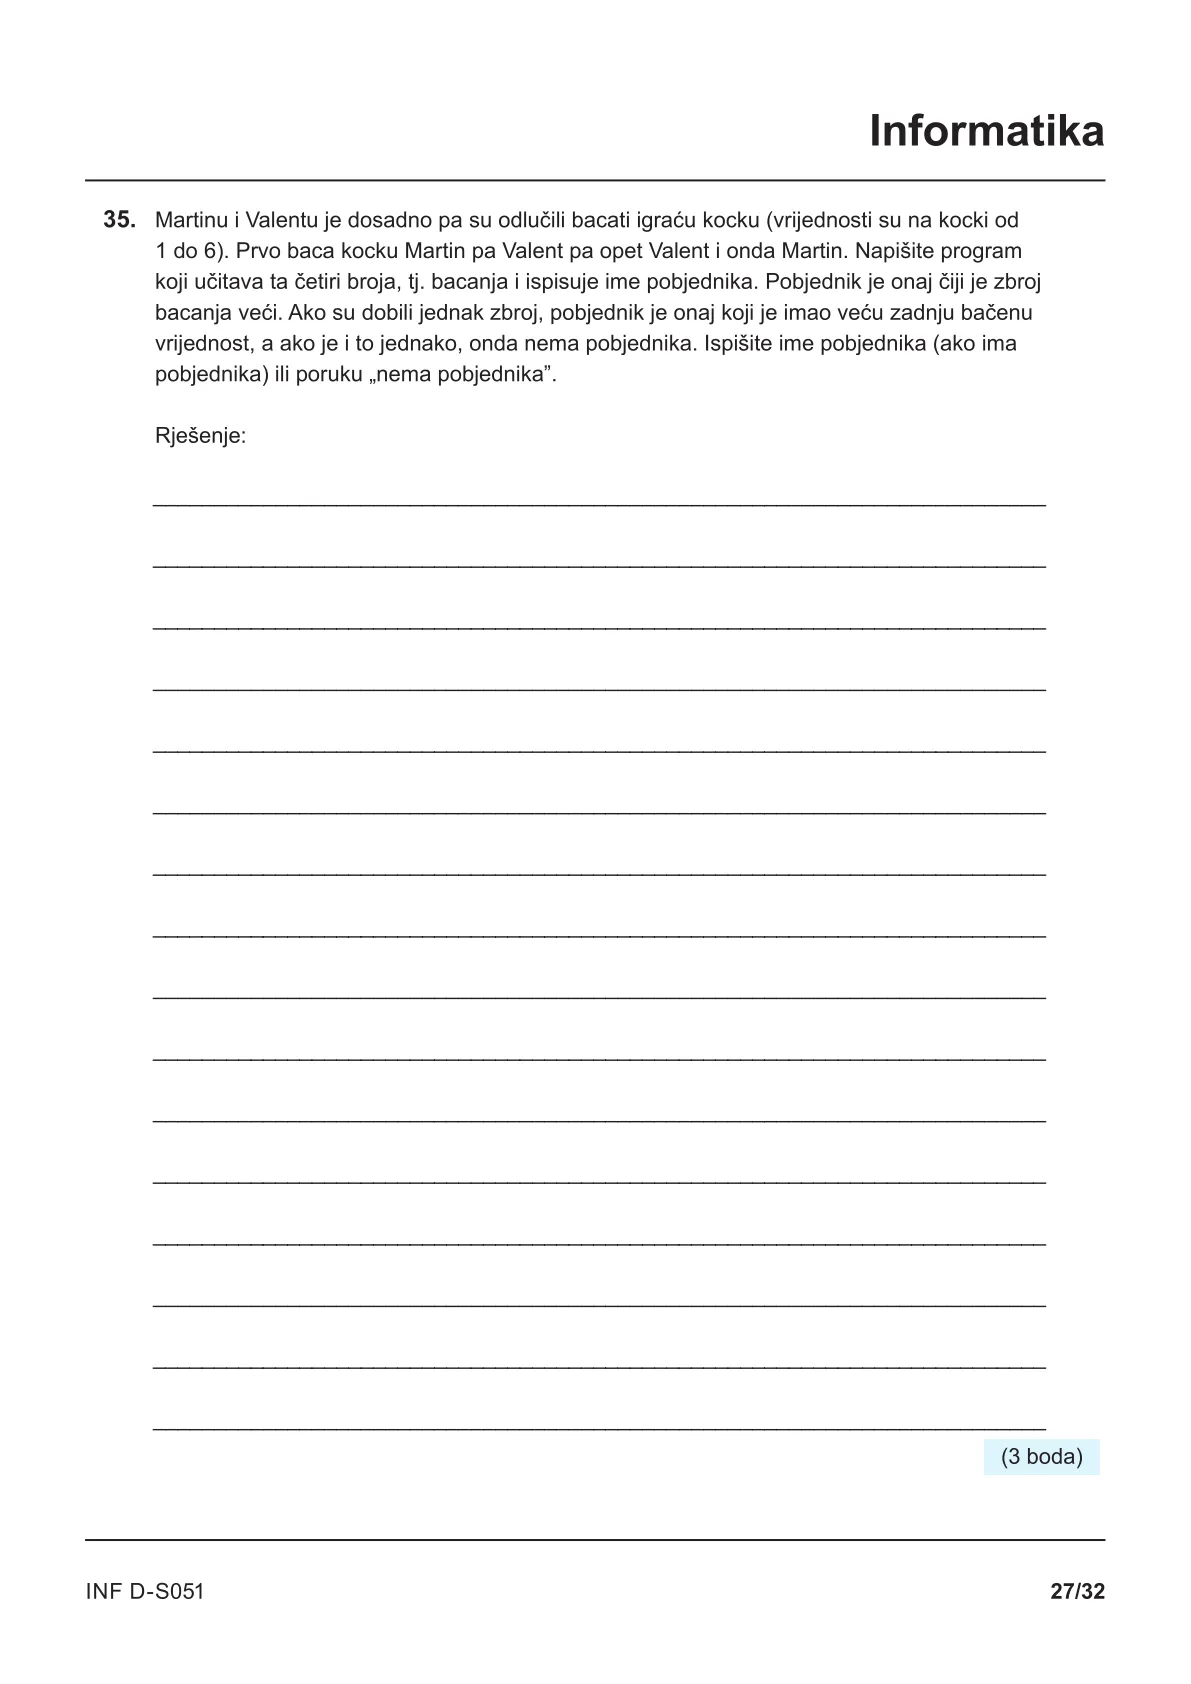 Informatika
35. Martinu i Valentu je dosadno pa su odlučili bacati igraću kocku (vrijednosti su na kocki od
1 do 6). Prvo baca kocku Martin pa Valent pa opet Valent i onda Martin. Napišite program
koji učitava ta četiri broja, tj. bacanja i ispisuje ime pobjednika. Pobjednik je onaj čiji je zbroj
bacanja veći. Ako su dobili jednak zbroj, pobjednik je onaj koji je imao veću zadnju bačenu
vrijednost, a ako je i to jednako, onda nema pobjednika. Ispišite ime pobjednika (ako ima
pobjednika) ili poruku „nema pobjednika”.
Rješenje:
(3 boda)
INF D-S051
27/32